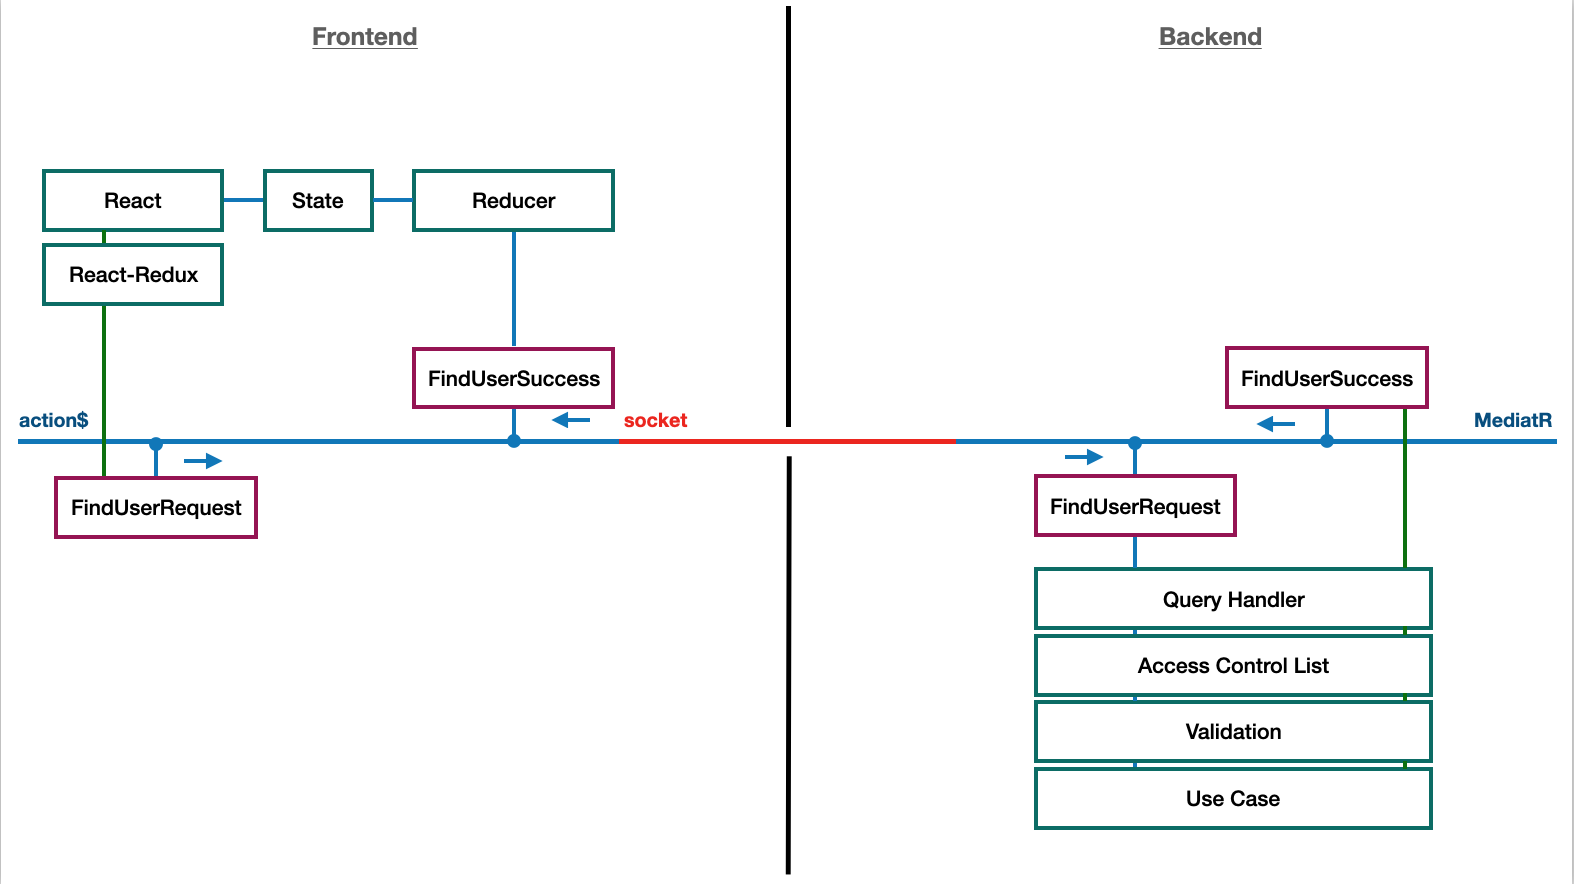 Frontend
Backend
React
State
Reducer
React-Redux
FindUserSuccess
FindUserSuccess
action$
socket
MediatR
FindUserRequest
FindUserRequest
Query Handler
Access Control List
Validation
Use Case